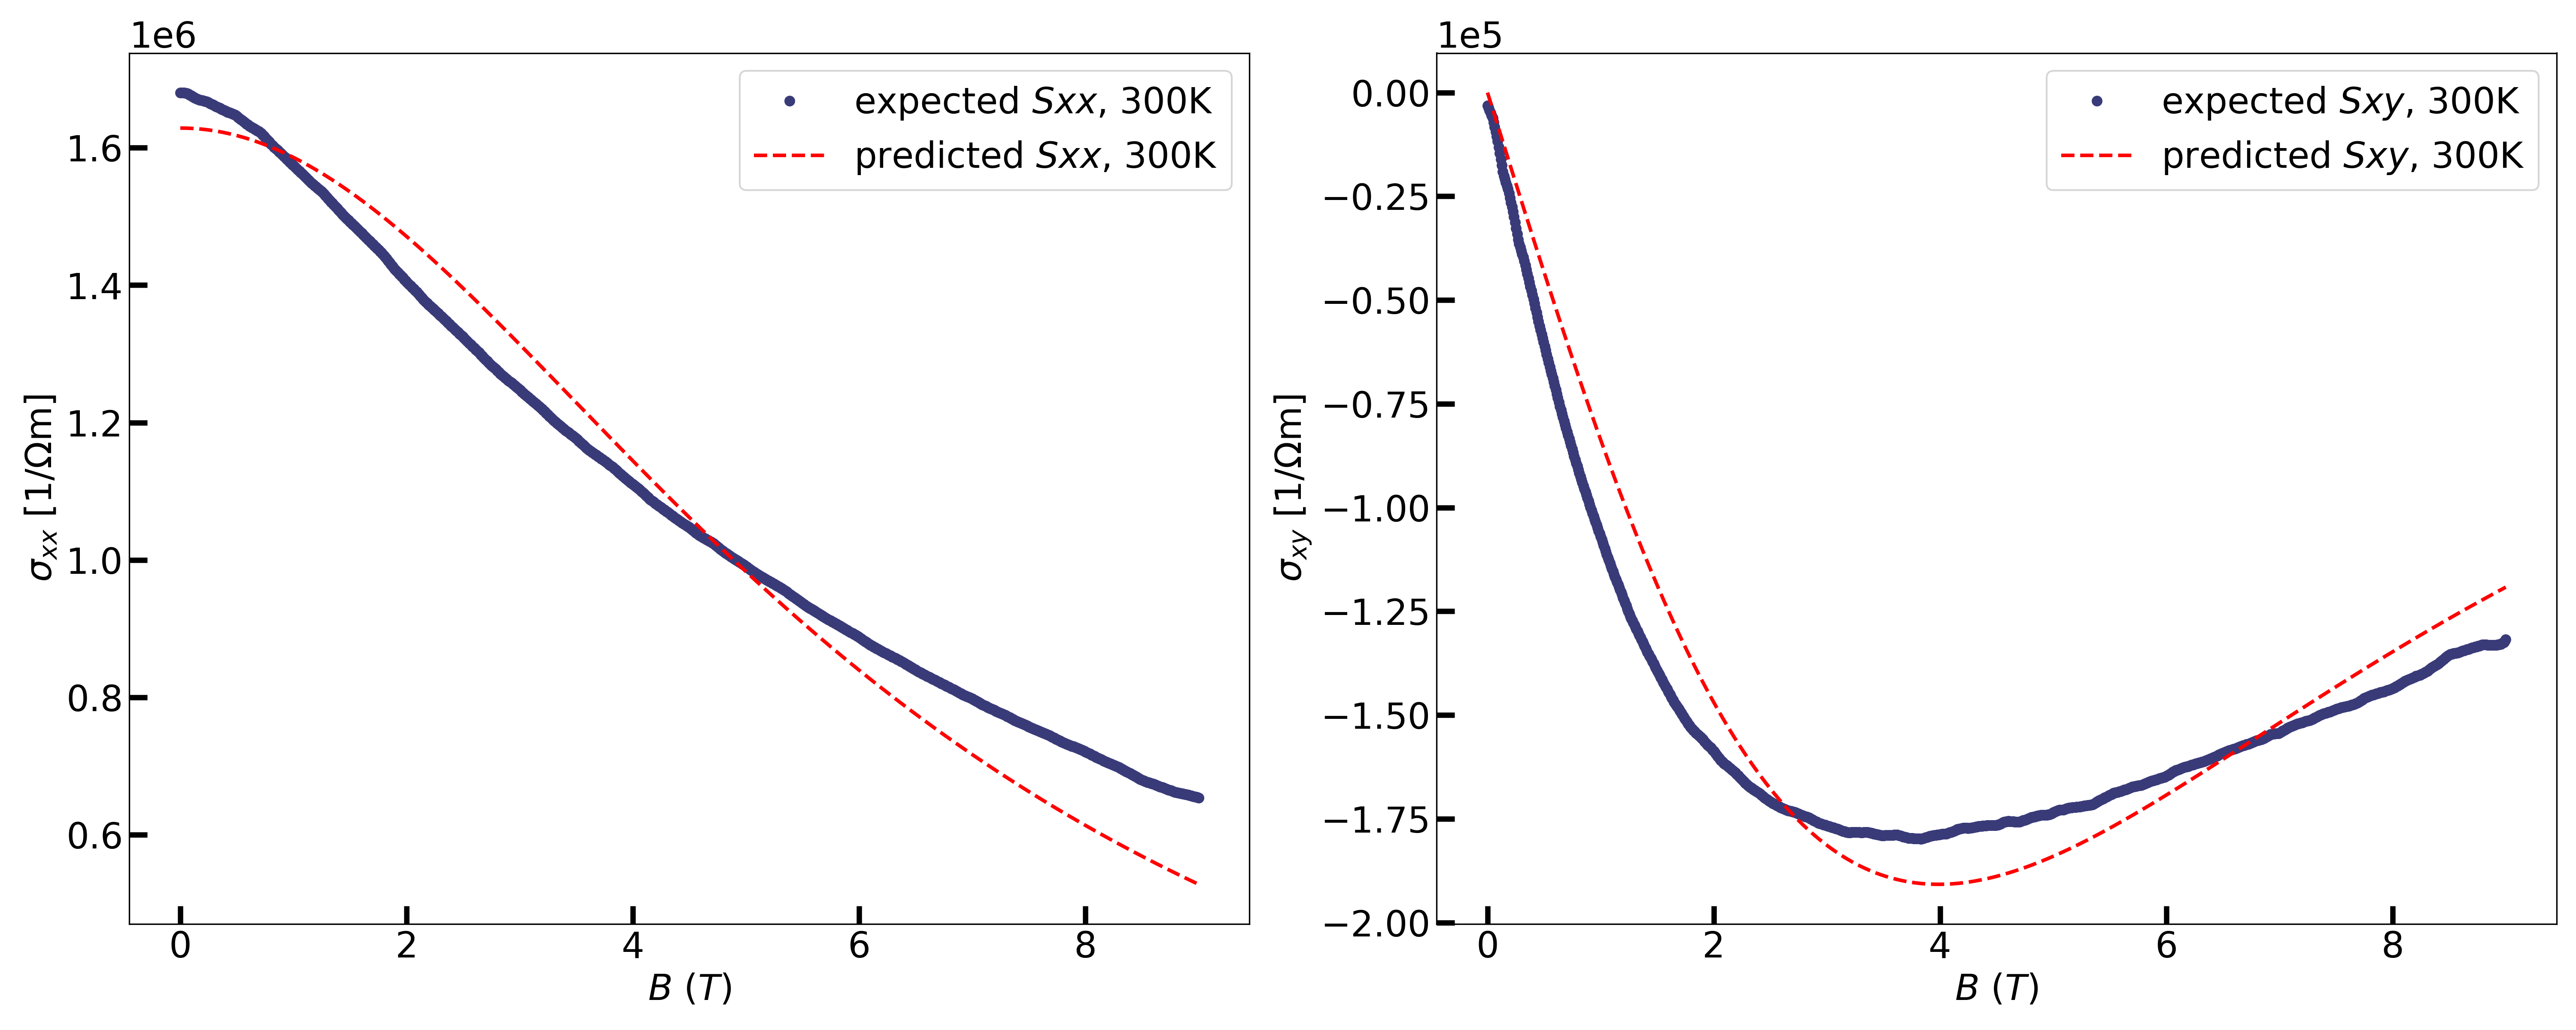 1e6
expected Sxx, 300K
predicted Sxx, 300K
1.6
1.4
1.2
1.0
0.8
0.6
σxx [1/Ωm]
0 2 4 6 8
B (T)
1e5
expected Sxy, 300K
predicted Sxy, 300K
0.00
−0.25
−0.50
−0.75
−1.00
−1.25
−1.50
−1.75
−2.00
σxy [1/Ωm]
0 2 4 6 8
B (T)